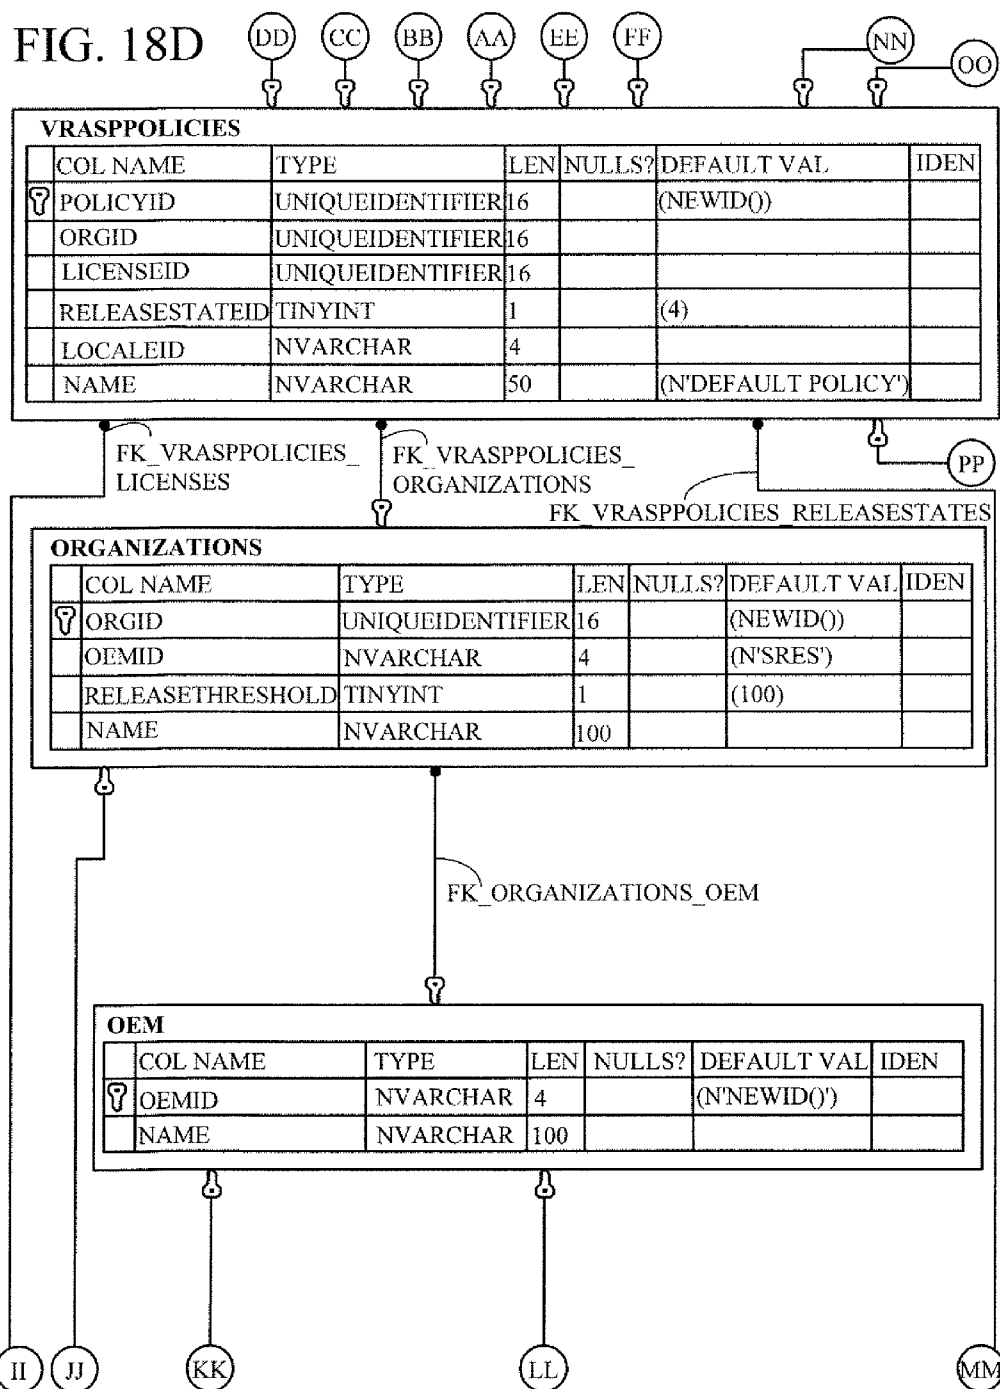 FIG. 18D
DD CC BB AA EE FF NN
OO
VRASPPOLICIES
COL NAME TYPE LEN NULLS? DEFAULT VAL IDEN
POLICYID UNIQUEIDENTIFIER 16 (NEWID())
ORGID UNIQUEIDENTIFIER 16
LICENSEID UNIQUEIDENTIFIER 16
RELEASESTATEID TINYINT 1 (4)
LOCALEID NVARCHAR 4
NAME NVARCHAR 50 (N'DEFAULT POLICY')
FK_VRASPPOLICIES_
LICENSES
FK_VRASPPOLICIES_
ORGANIZATIONS
PP
FK_VRASPPOLICIES_RELEASESTATES
ORGANIZATIONS
COL NAME TYPE LEN NULLS? DEFAULT VAL IDEN
ORGID UNIQUEIDENTIFIER 16 (NEWID())
OEMID NVARCHAR 4 (N'SRES')
RELEASETHRESHOLD TINYINT 1 (100)
NAME NVARCHAR 100
FK_ORGANIZATIONS_OEM
OEM
COL NAME TYPE LEN NULLS? DEFAULT VAL IDEN
OEMID NVARCHAR 4 (N'NEWID()')
NAME NVARCHAR 100
II JJ KK LL MM